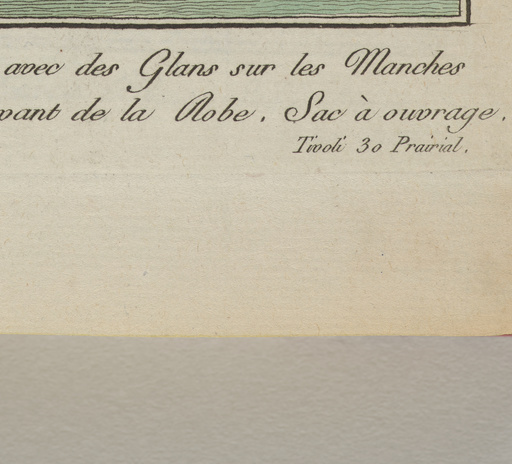 avec des Glans sur les Manches
vant de la Robe, Sac à ouvrage.
Tivoli 30 Prairial.